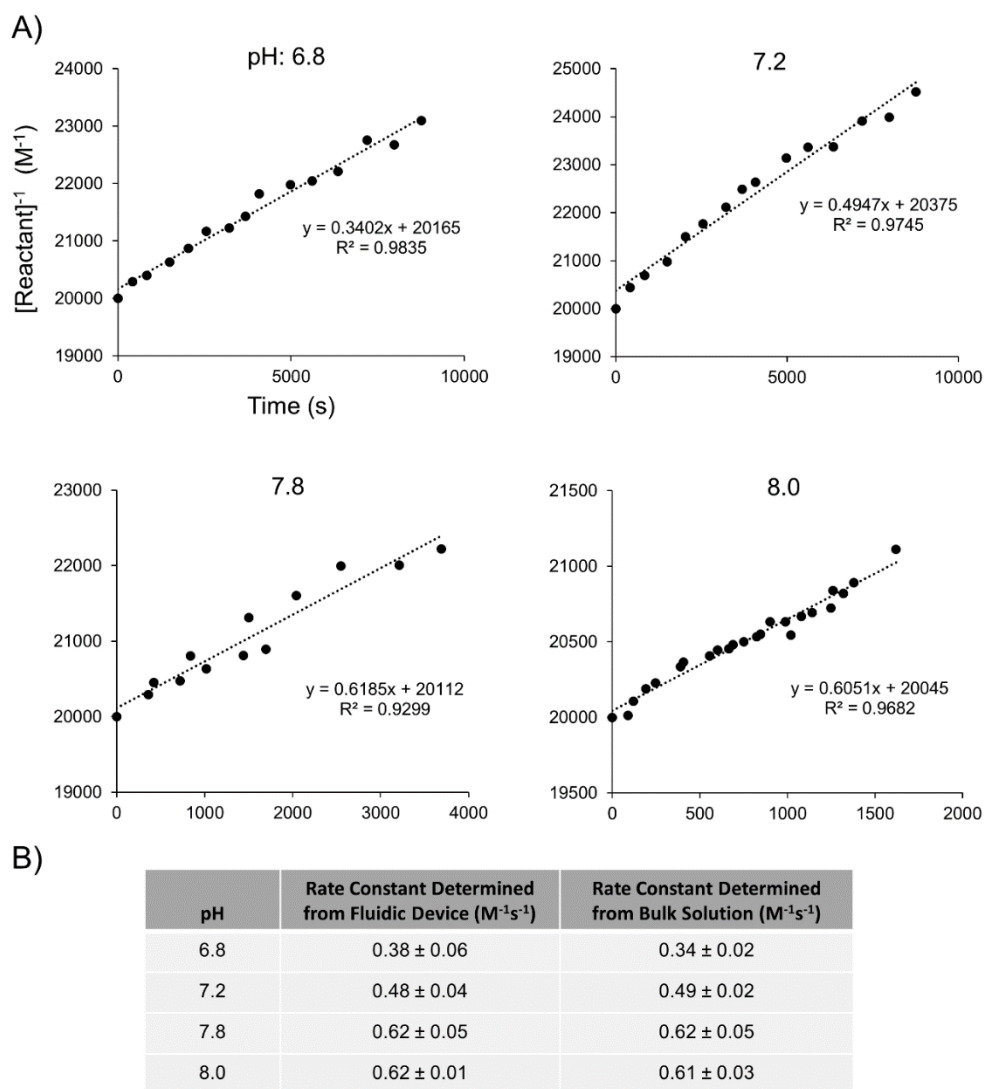 A)
pH: 6.8
24000
23000
22000
21000
20000
19000
[Reactant]⁻¹ (M⁻¹)
y = 0.3402x + 20165
R² = 0.9835
0 5000 10000
Time (s)
7.2
25000
24000
23000
22000
21000
20000
19000
y = 0.4947x + 20375
R² = 0.9745
0 5000 10000
7.8
23000
22000
21000
20000
19000
y = 0.6185x + 20112
R² = 0.9299
0 1000 2000 3000 4000
8.0
21500
21000
20500
20000
19500
y = 0.6051x + 20045
R² = 0.9682
0 500 1000 1500 2000
B)
pH
Rate Constant Determined
from Fluidic Device (M⁻¹s⁻¹)
Rate Constant Determined
from Bulk Solution (M⁻¹s⁻¹)
6.8 0.38 ± 0.06 0.34 ± 0.02
7.2 0.48 ± 0.04 0.49 ± 0.02
7.8 0.62 ± 0.05 0.62 ± 0.05
8.0 0.62 ± 0.01 0.61 ± 0.03